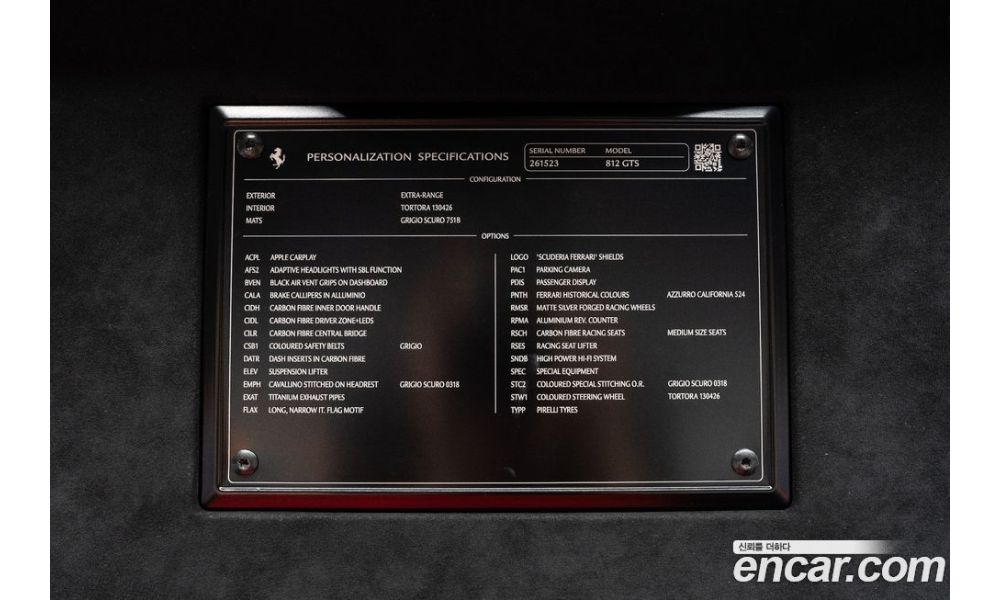 PERSONALIZATION SPECIFICATIONS
SERIAL NUMBER MODEL
261523 812 GTS
CONFIGURATION
EXTERIOR EXTRA-RANGE
INTERIOR TORTORA 130426
MATS GRIGIO SCURO 7518
OPTIONS
ACPL APPLE CARPLAY
AFS2 ADAPTIVE HEADLIGHTS WITH SBL FUNCTION
BVEN BLACK AIR VENT GRIPS ON DASHBOARD
CALA BRAKE CALLIPERS IN ALLUMINIO
CIDH CARBON FIBRE INNER DOOR HANDLE
CIDL CARBON FIBRE DRIVER ZONE+LEDS
CILR CARBON FIBRE CENTRAL BRIDGE
CSB1 COLOURED SAFETY BELTS GRIGIO
DATR DASH INSERTS IN CARBON FIBRE
ELEV SUSPENSION LIFTER
EMPH CAVALLINO STITCHED ON HEADREST GRIGIO SCURO 0318
EXAT TITANIUM EXHAUST PIPES
FLAX LONG, NARROW IT. FLAG MOTIF
LOGO 'SCUDERIA FERRARI' SHIELDS
PAC1 PARKING CAMERA
PDIS PASSENGER DISPLAY
PNTH FERRARI HISTORICAL COLOURS AZZURRO CALIFORNIA 524
RMSR MATTE SILVER FORGED RACING WHEELS
RPMA ALUMINIUM REV. COUNTER
RSCH CARBON FIBRE RACING SEATS MEDIUM SIZE SEATS
RSES RACING SEAT LIFTER
SNDB HIGH POWER HI-FI SYSTEM
SPEC SPECIAL EQUIPMENT
STC2 COLOURED SPECIAL STITCHING O.R. GRIGIO SCURO 0318
STW1 COLOURED STEERING WHEEL TORTORA 130426
TYPP PIRELLI TYRES
신뢰를 더하다
encar.com